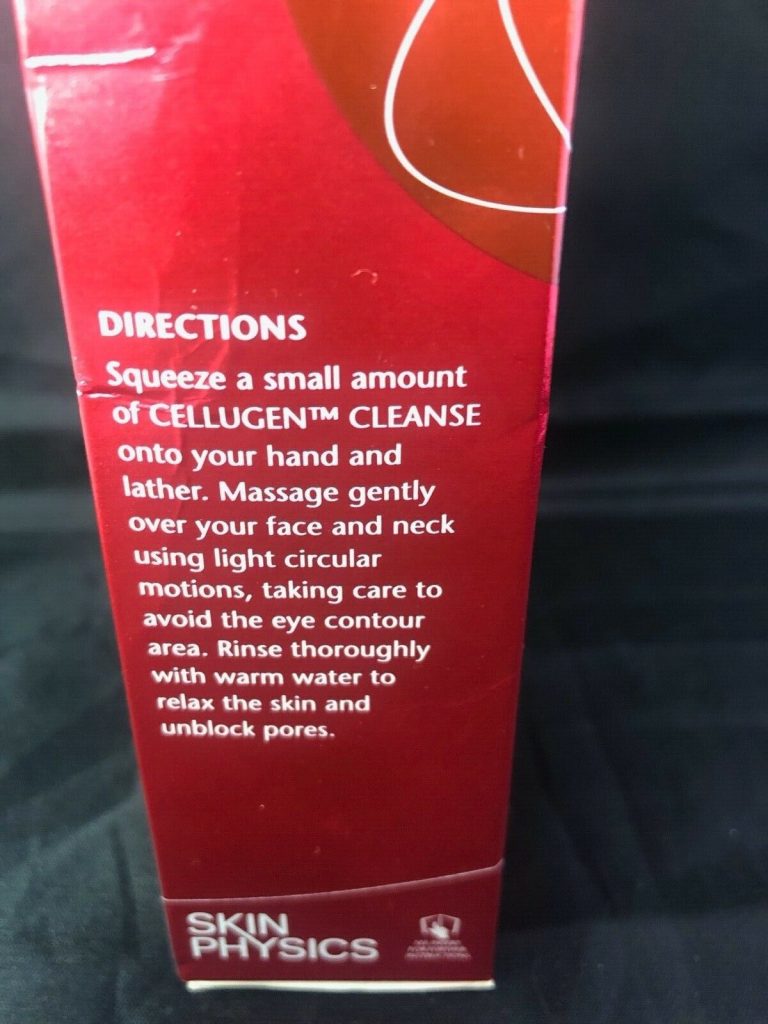 DIRECTIONS
Squeeze a small amount
of CELLUGEN™ CLEANSE
onto your hand and
lather. Massage gently
over your face and neck
using light circular
motions, taking care to
avoid the eye contour
area. Rinse thoroughly
with warm water to
relax the skin and
unblock pores.
SKIN
PHYSICS